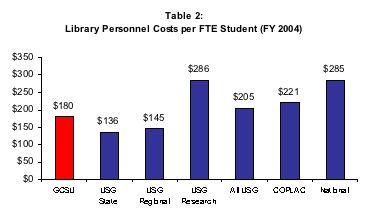 Table 2:
Library Personnel Costs per FTE Student (FY 2004)
$350
$300
$250
$200
$150
$100
$50
$0
$180
$136
$145
$286
$205
$221
$285
GCSU
USG State
USG Regional
USG Research
All USG
COPLAC
National